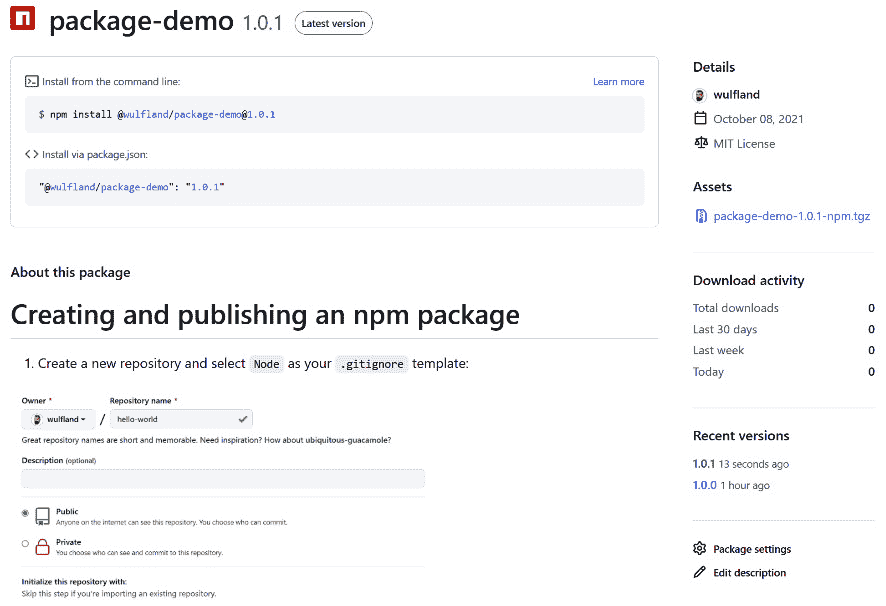 package-demo 1.0.1 Latest version
Install from the command line:
Learn more
$ npm install @wulfland/package-demo@1.0.1
Install via package.json:
"@wulfland/package-demo": "1.0.1"
About this package
Creating and publishing an npm package
1. Create a new repository and select Node as your .gitignore template:
Owner * Repository name *
wulfland / hello-world
Great repository names are short and memorable. Need inspiration? How about ubiquitous-guacamole?
Description (optional)
Public
Anyone on the internet can see this repository. You choose who can commit.
Private
You choose who can see and commit to this repository.
Initialize this repository with:
Skip this step if you're importing an existing repository.
Details
wulfland
October 08, 2021
MIT License
Assets
package-demo-1.0.1-npm.tgz
Download activity
Total downloads 0
Last 30 days 0
Last week 0
Today 0
Recent versions
1.0.1 13 seconds ago
1.0.0 1 hour ago
Package settings
Edit description